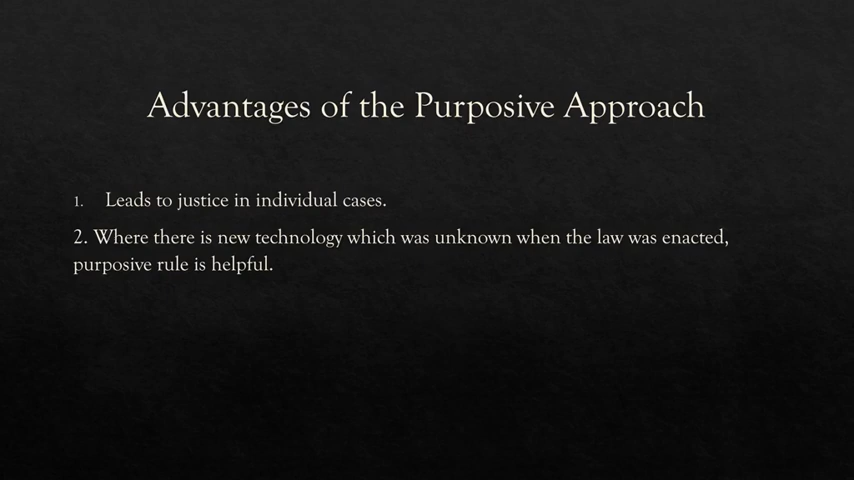 Advantages of the Purposive Approach
1. Leads to justice in individual cases.
2. Where there is new technology which was unknown when the law was enacted,
purposive rule is helpful.